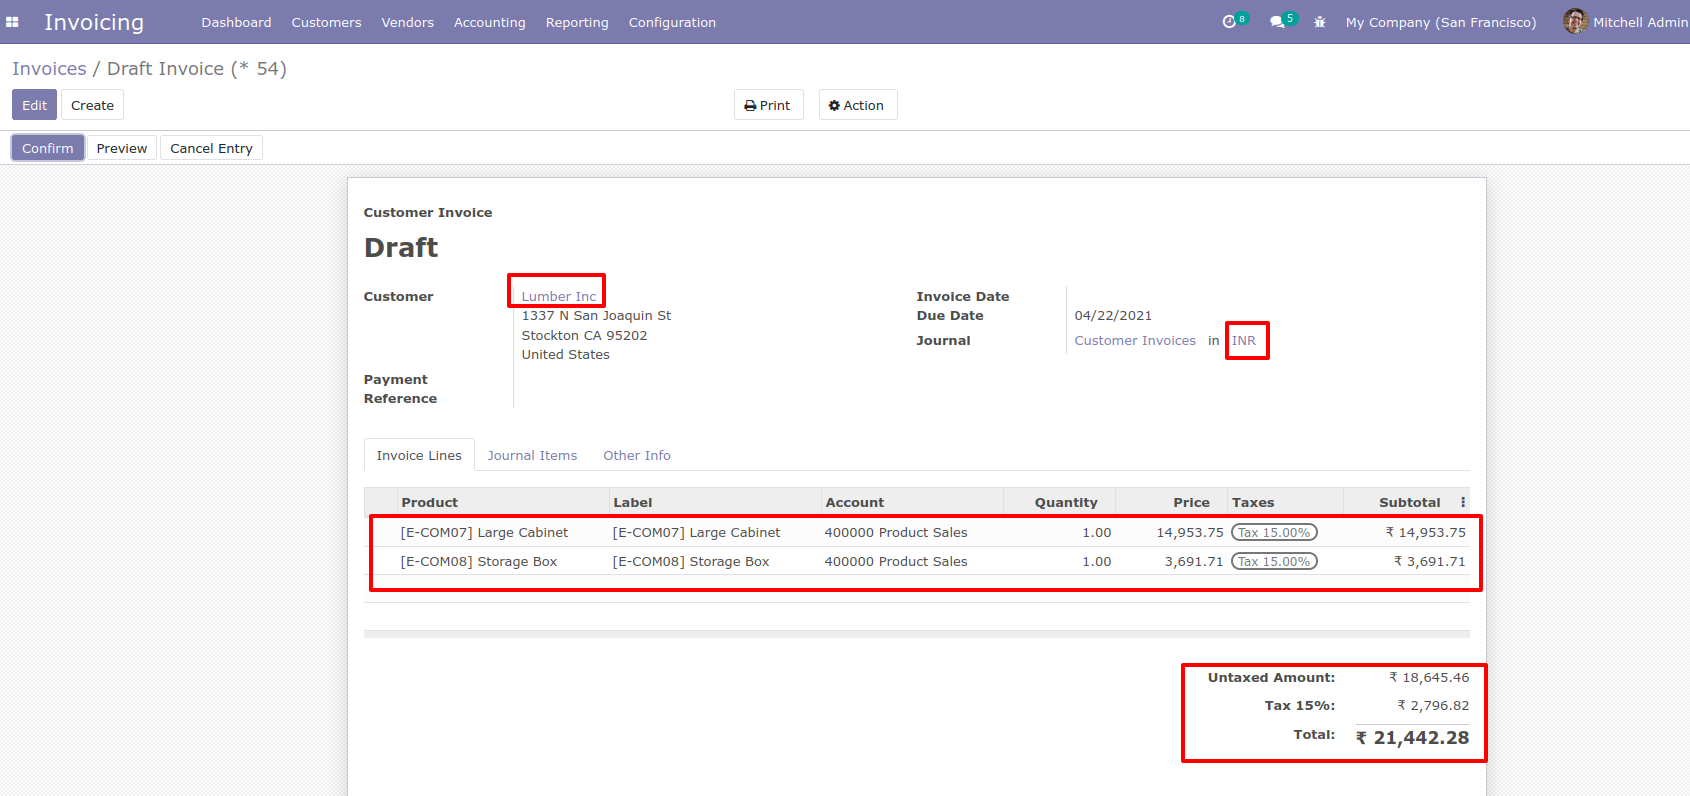 Invoicing Dashboard Customers Vendors Accounting Reporting Configuration 8 5 My Company (San Francisco) Mitchell Admin
Invoices / Draft Invoice (* 54)
Edit Create Print Action
Confirm Preview Cancel Entry
Customer Invoice
Draft
Customer Lumber Inc Invoice Date
1337 N San Joaquin St Due Date 04/22/2021
Stockton CA 95202 Journal Customer Invoices in INR
United States
Payment
Reference
Invoice Lines Journal Items Other Info
Product Label Account Quantity Price Taxes Subtotal
[E-COM07] Large Cabinet [E-COM07] Large Cabinet 400000 Product Sales 1.00 14,953.75 Tax 15.00% ₹ 14,953.75
[E-COM08] Storage Box [E-COM08] Storage Box 400000 Product Sales 1.00 3,691.71 Tax 15.00% ₹ 3,691.71
Untaxed Amount: ₹ 18,645.46
Tax 15%: ₹ 2,796.82
Total: ₹ 21,442.28